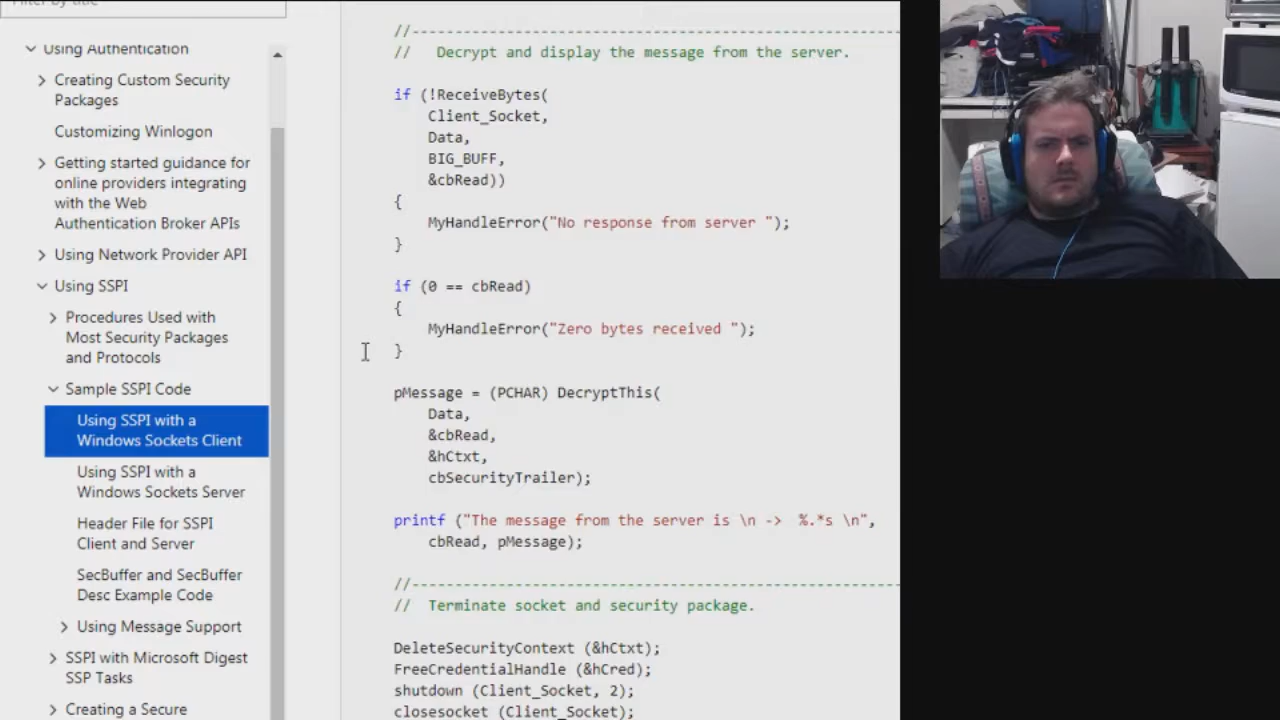 Filter by title
Using Authentication
Creating Custom Security
Packages
Customizing Winlogon
Getting started guidance for
online providers integrating
with the Web
Authentication Broker APIs
Using Network Provider API
Using SSPI
Procedures Used with
Most Security Packages
and Protocols
Sample SSPI Code
Using SSPI with a
Windows Sockets Client
Using SSPI with a
Windows Sockets Server
Header File for SSPI
Client and Server
SecBuffer and SecBuffer
Desc Example Code
Using Message Support
SSPI with Microsoft Digest
SSP Tasks
Creating a Secure
//---------------------------------------------------------
//   Decrypt and display the message from the server.
if (!ReceiveBytes(
Client_Socket,
Data,
BIG_BUFF,
&cbRead))
{
MyHandleError("No response from server ");
}
if (0 == cbRead)
{
MyHandleError("Zero bytes received ");
}
pMessage = (PCHAR) DecryptThis(
Data,
&cbRead,
&hCtxt,
cbSecurityTrailer);
printf ("The message from the server is \n ->  %.*s \n",
cbRead, pMessage);
//---------------------------------------------------------
//  Terminate socket and security package.
DeleteSecurityContext (&hCtxt);
FreeCredentialHandle (&hCred);
shutdown (Client_Socket, 2);
closesocket (Client_Socket);